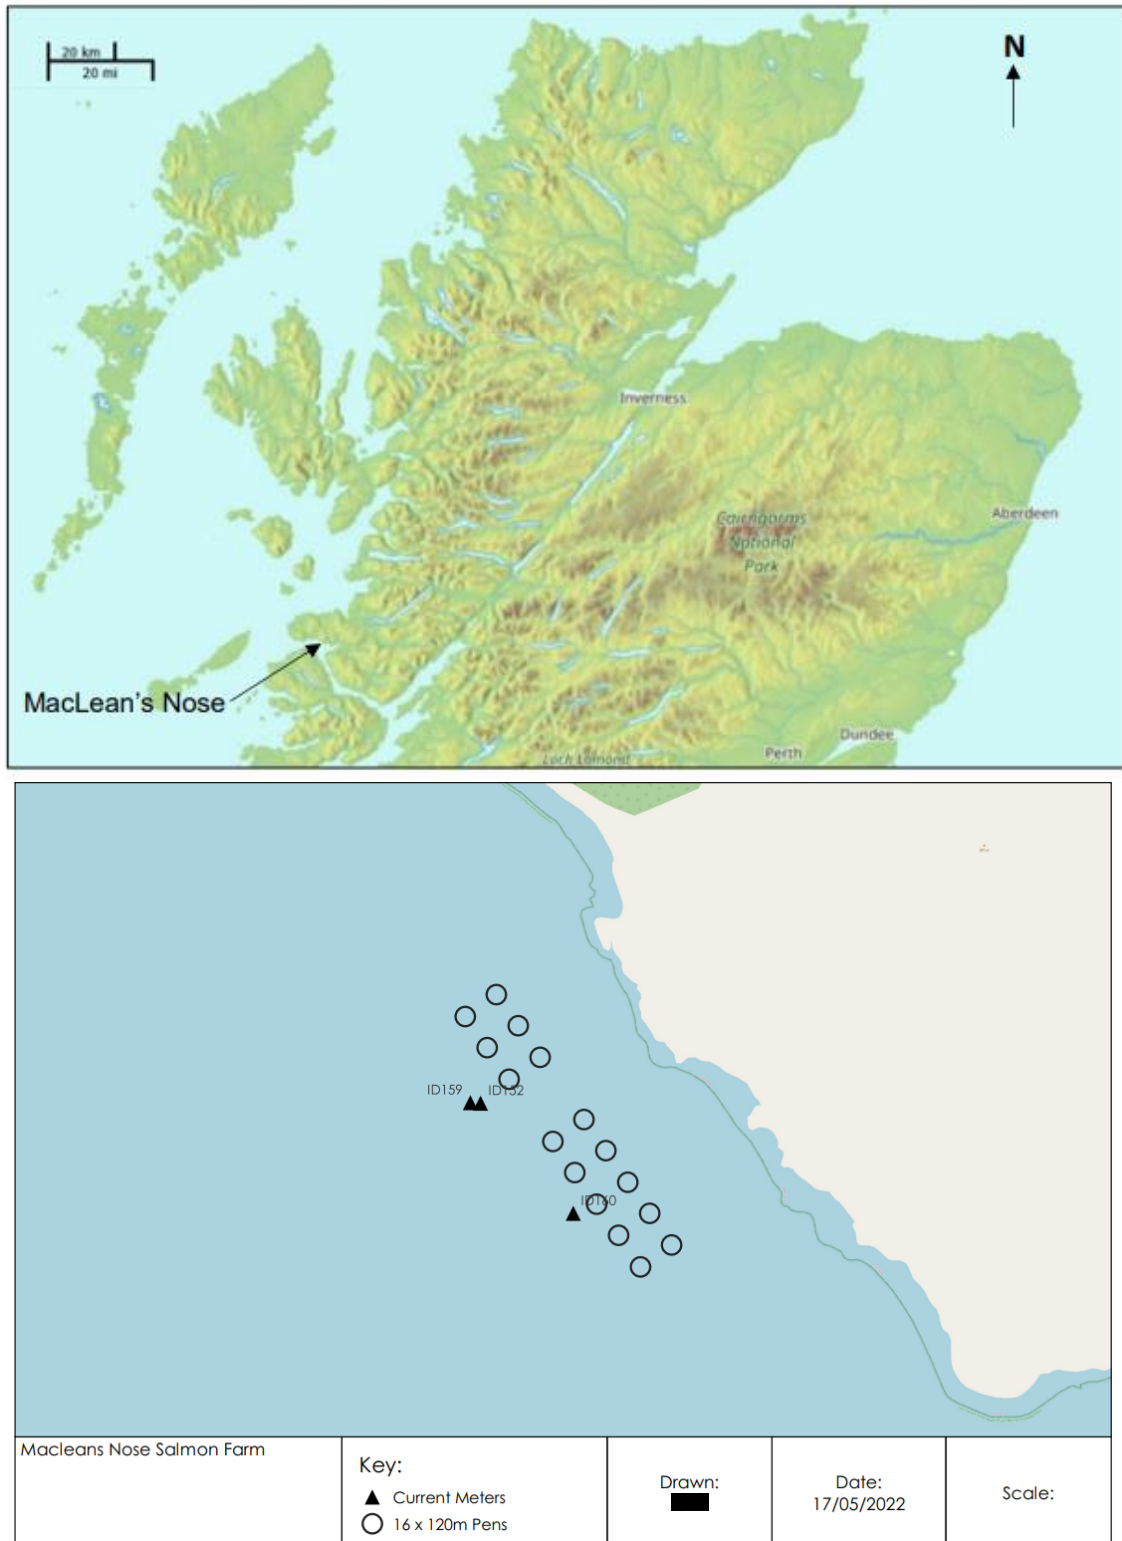 20 km
20 mi
N
Inverness
Cairngorms
National
Park
Aberdeen
MacLean's Nose
Dundee
Perth
Loch Lomond
ID159
ID152
ID160
Macleans Nose Salmon Farm
Key:
Current Meters
16 x 120m Pens
Drawn:
Date:
17/05/2022
Scale: